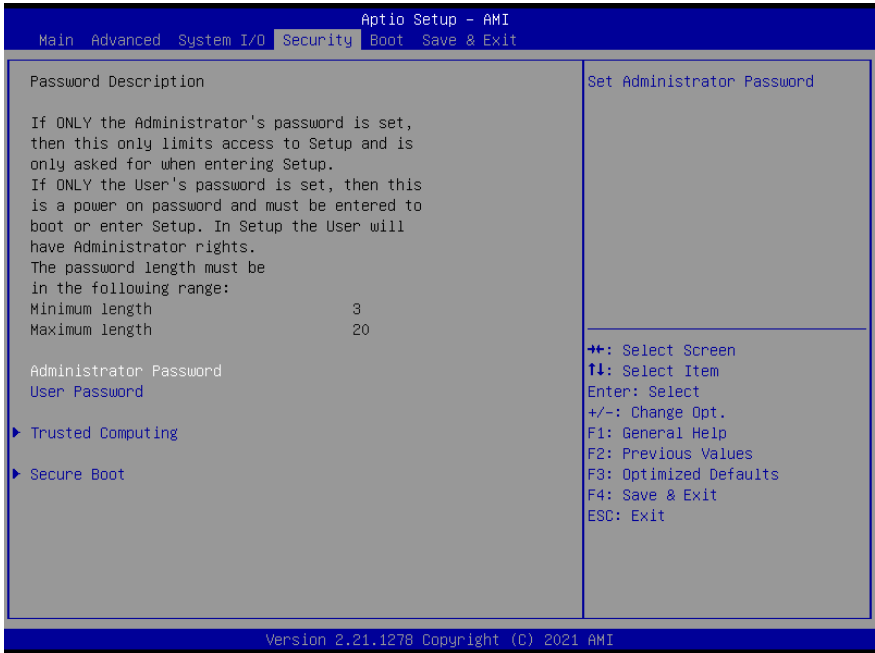 Aptio Setup – AMI
Main Advanced System I/O Security Boot Save & Exit
Password Description
If ONLY the Administrator's password is set,
then this only limits access to Setup and is
only asked for when entering Setup.
If ONLY the User's password is set, then this
is a power on password and must be entered to
boot or enter Setup. In Setup the User will
have Administrator rights.
The password length must be
in the following range:
Minimum length 3
Maximum length 20
Administrator Password
User Password
Trusted Computing
Secure Boot
Set Administrator Password
→←: Select Screen
↑↓: Select Item
Enter: Select
+/-: Change Opt.
F1: General Help
F2: Previous Values
F3: Optimized Defaults
F4: Save & Exit
ESC: Exit
Version 2.21.1278 Copyright (C) 2021 AMI